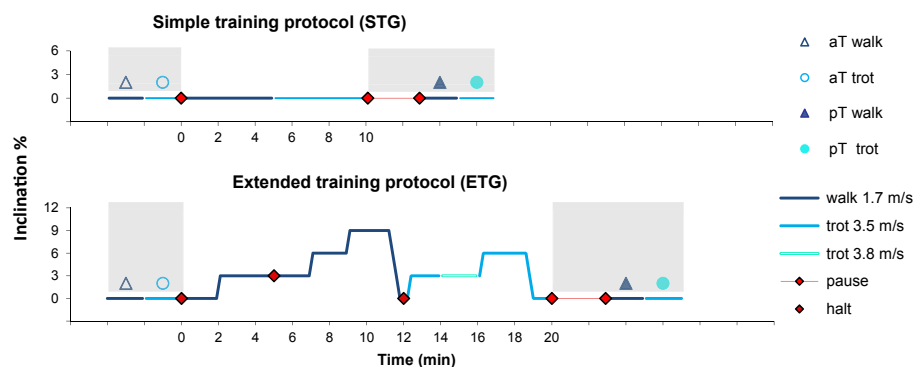 Simple training protocol (STG)
6
3
0
0 2 4 6 8 10
Inclination %
Extended training protocol (ETG)
12
9
6
3
0
0 2 4 6 8 10 12 14 16 18 20
Time (min)
aT walk
aT trot
pT walk
pT trot
walk 1.7 m/s
trot 3.5 m/s
trot 3.8 m/s
pause
halt